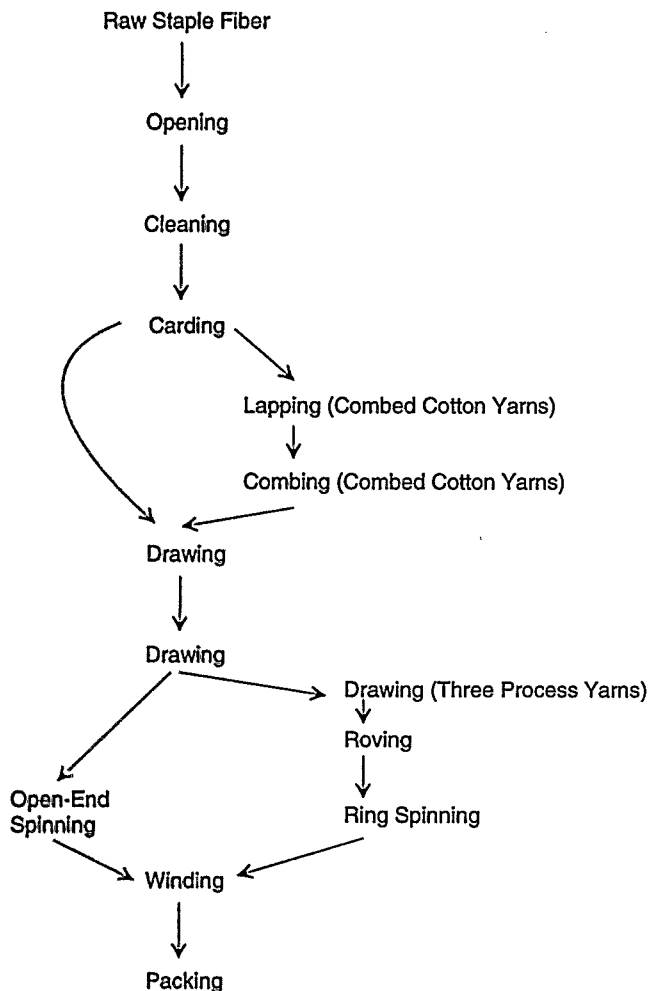 Raw Staple Fiber
Opening
Cleaning
Carding
Lapping (Combed Cotton Yarns)
Combing (Combed Cotton Yarns)
Drawing
Drawing
Drawing (Three Process Yarns)
Roving
Open-End
Spinning
Ring Spinning
Winding
Packing